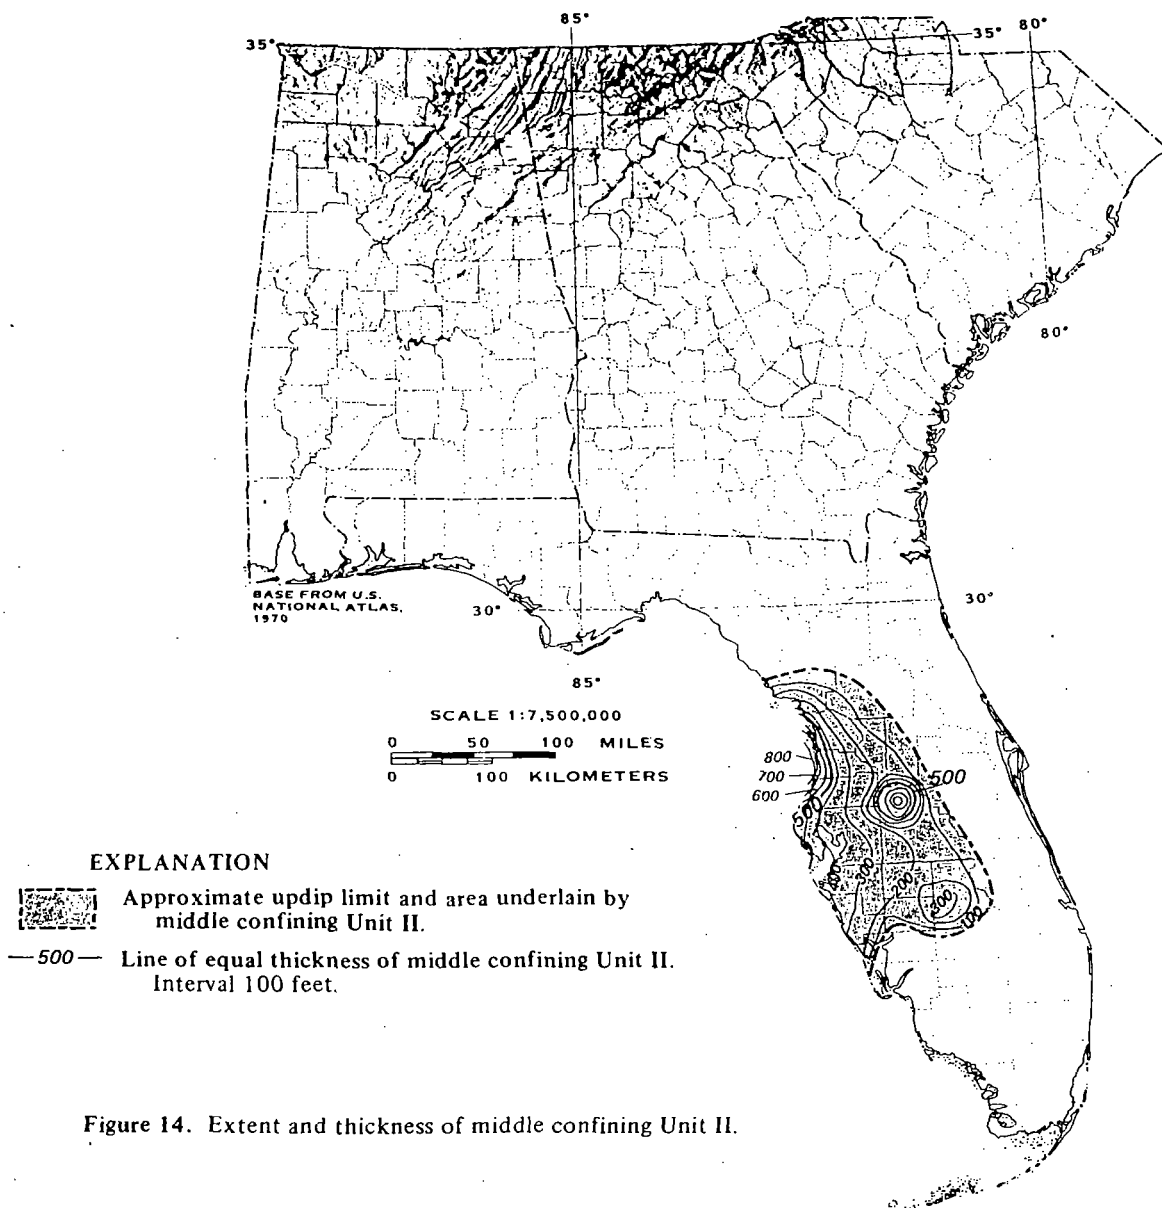 85°
35°
35°
80°
80°
BASE FROM U.S.
NATIONAL ATLAS,
1970
30°
30°
85°
SCALE 1:7,500,000
0 50 100 MILES
0 100 KILOMETERS
800
700
600
500
500
400
300
200
300
100
EXPLANATION
Approximate updip limit and area underlain by
middle confining Unit II.
500 Line of equal thickness of middle confining Unit II.
Interval 100 feet.
Figure 14. Extent and thickness of middle confining Unit II.